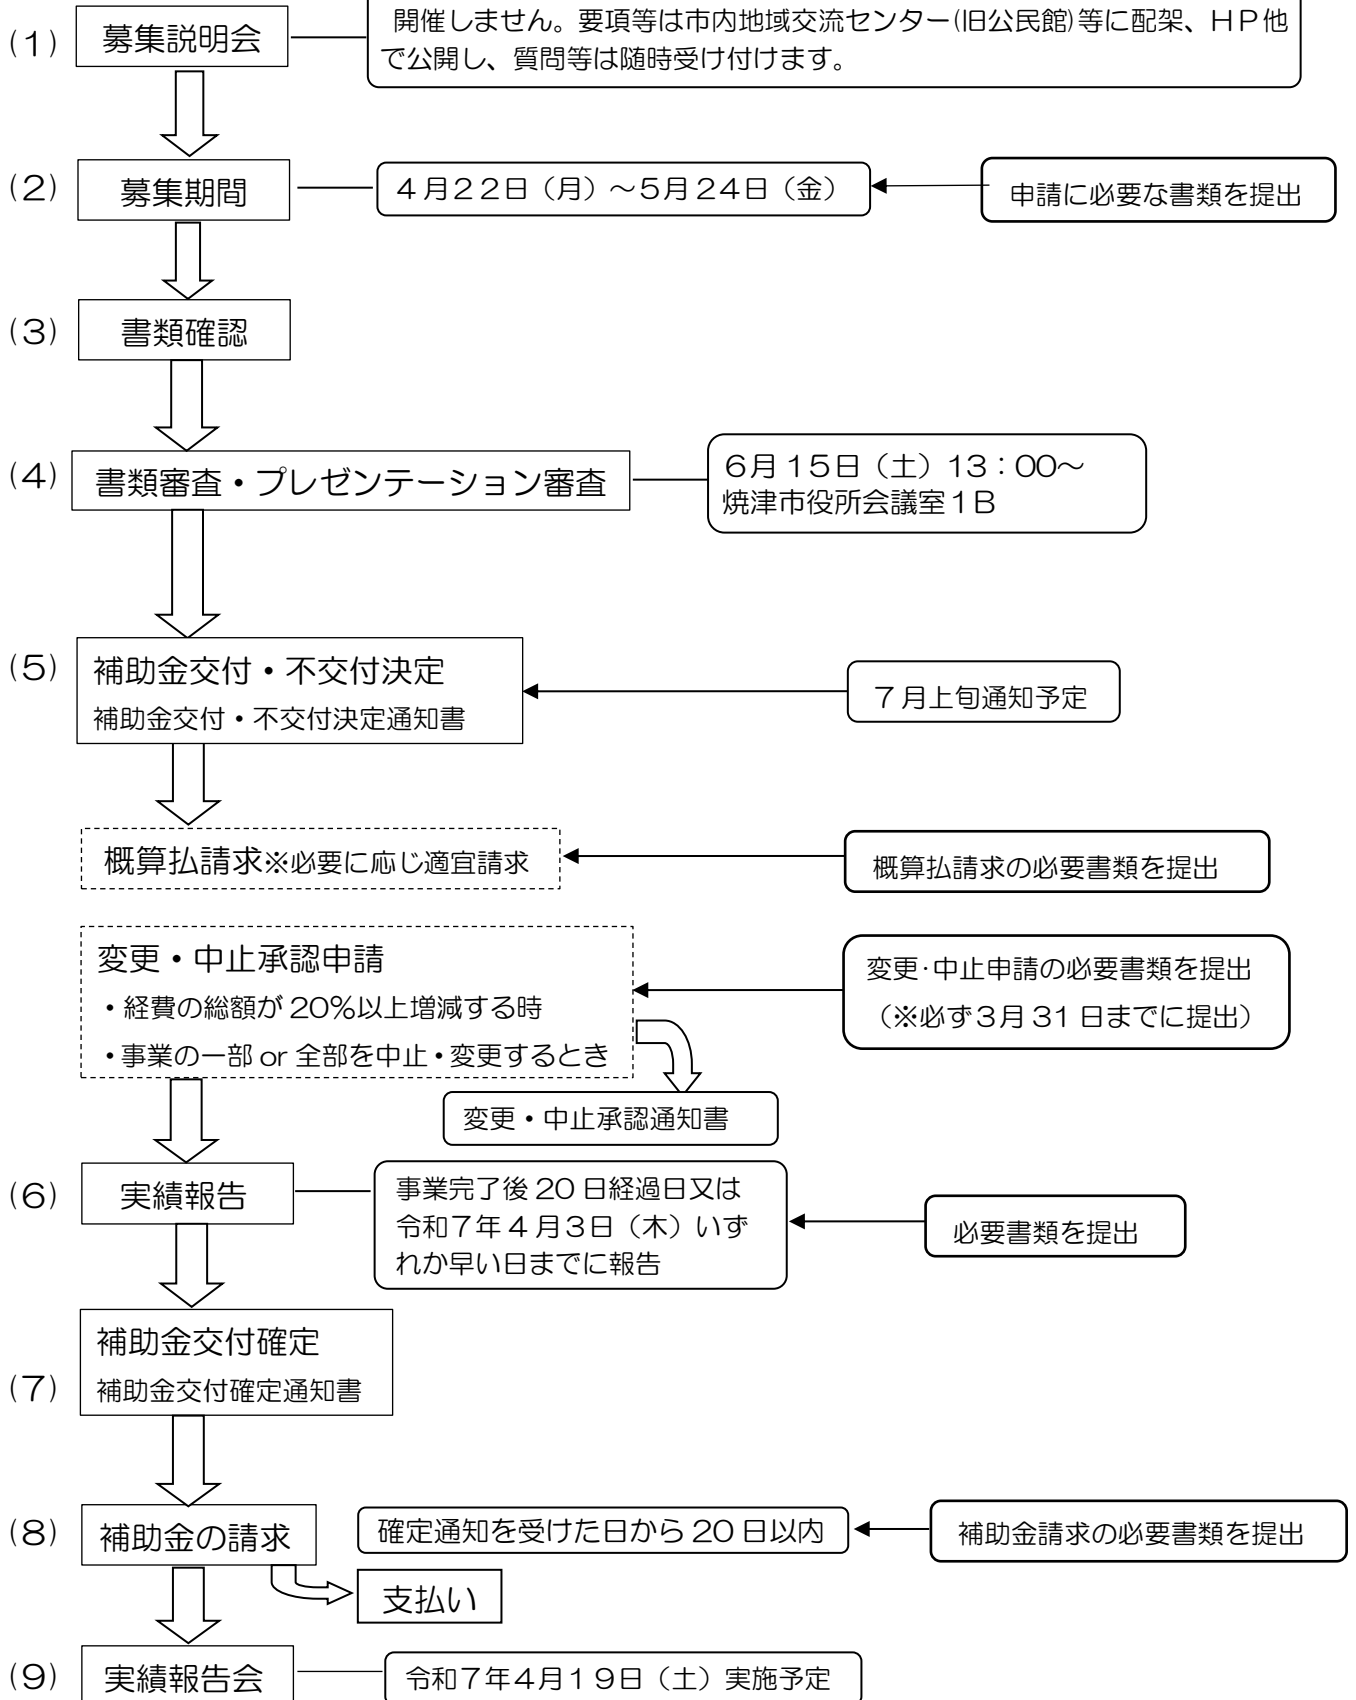 (1)
募集説明会
開催しません。要項等は市内地域交流センター(旧公民館)等に配架、ＨＰ他
で公開し、質問等は随時受け付けます。
(2)
募集期間
４月２２日（月）～５月２４日（金）
申請に必要な書類を提出
(3)
書類確認
(4)
書類審査・プレゼンテーション審査
６月１５日（土）１３：００～
焼津市役所会議室１Ｂ
(5)
補助金交付・不交付決定
補助金交付・不交付決定通知書
７月上旬通知予定
概算払請求※必要に応じ適宜請求
概算払請求の必要書類を提出
変更・中止承認申請
・経費の総額が20％以上増減する時
・事業の一部 or 全部を中止・変更するとき
変更・中止申請の必要書類を提出
（※必ず３月31日までに提出）
変更・中止承認通知書
(6)
実績報告
事業完了後20日経過日又は
令和７年４月３日（木）いず
れか早い日までに報告
必要書類を提出
補助金交付確定
(7)
補助金交付確定通知書
(8)
補助金の請求
確定通知を受けた日から20日以内
補助金請求の必要書類を提出
支払い
(9)
実績報告会
令和７年４月１９日（土）実施予定